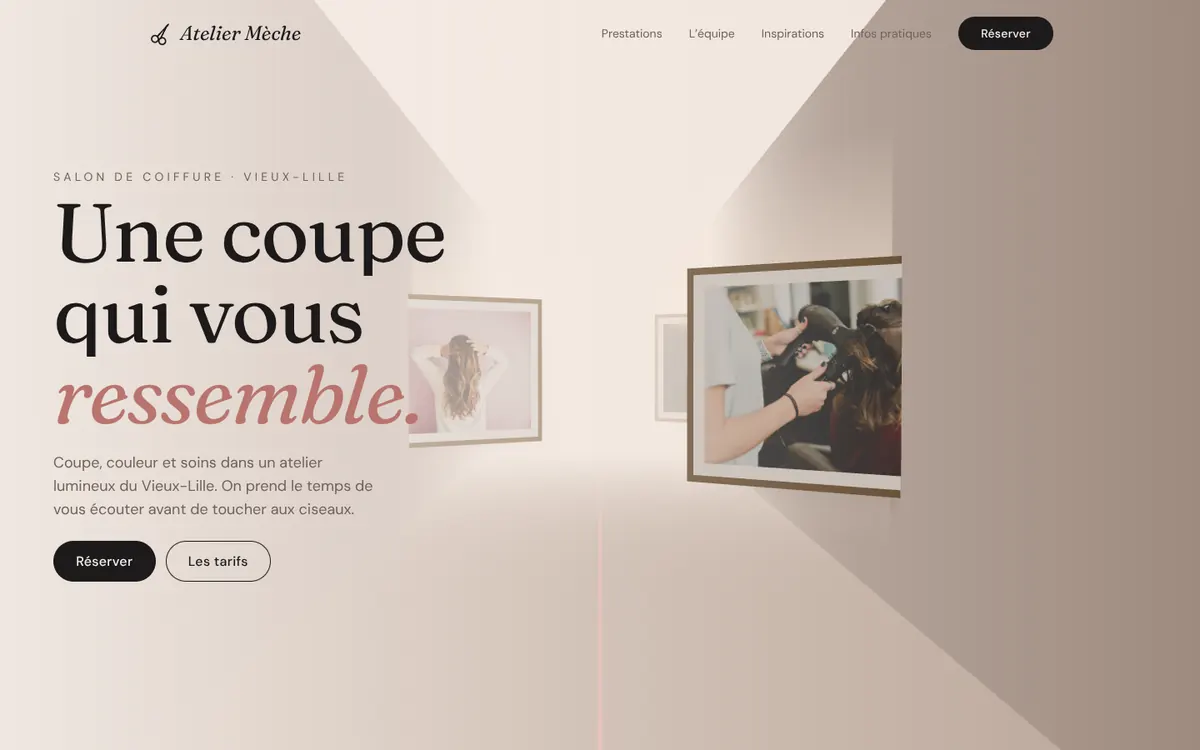 Atelier Mèche
Prestations
L'équipe
Inspirations
Infos pratiques
Réserver
SALON DE COIFFURE · VIEUX-LILLE
Une coupe
qui vous
ressemble.
Coupe, couleur et soins dans un atelier
lumineux du Vieux-Lille. On prend le temps de
vous écouter avant de toucher aux ciseaux.
Réserver
Les tarifs